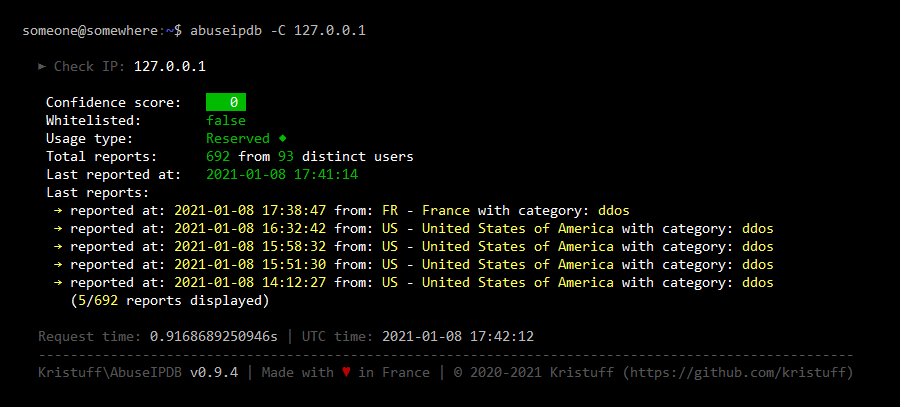 someone@somewhere:~$ abuseipdb -C 127.0.0.1
► Check IP: 127.0.0.1
Confidence score: 0
Whitelisted: false
Usage type: Reserved ♦
Total reports: 692 from 93 distinct users
Last reported at: 2021-01-08 17:41:14
Last reports:
→ reported at: 2021-01-08 17:38:47 from: FR - France with category: ddos
→ reported at: 2021-01-08 16:32:42 from: US - United States of America with category: ddos
→ reported at: 2021-01-08 15:58:32 from: US - United States of America with category: ddos
→ reported at: 2021-01-08 15:51:30 from: US - United States of America with category: ddos
→ reported at: 2021-01-08 14:12:27 from: US - United States of America with category: ddos
(5/692 reports displayed)
Request time: 0.9168689250946s | UTC time: 2021-01-08 17:42:12
------------------------------------------------------------------------------------------------------
Kristuff\AbuseIPDB v0.9.4 | Made with ♥ in France | © 2020-2021 Kristuff (https://github.com/kristuff)